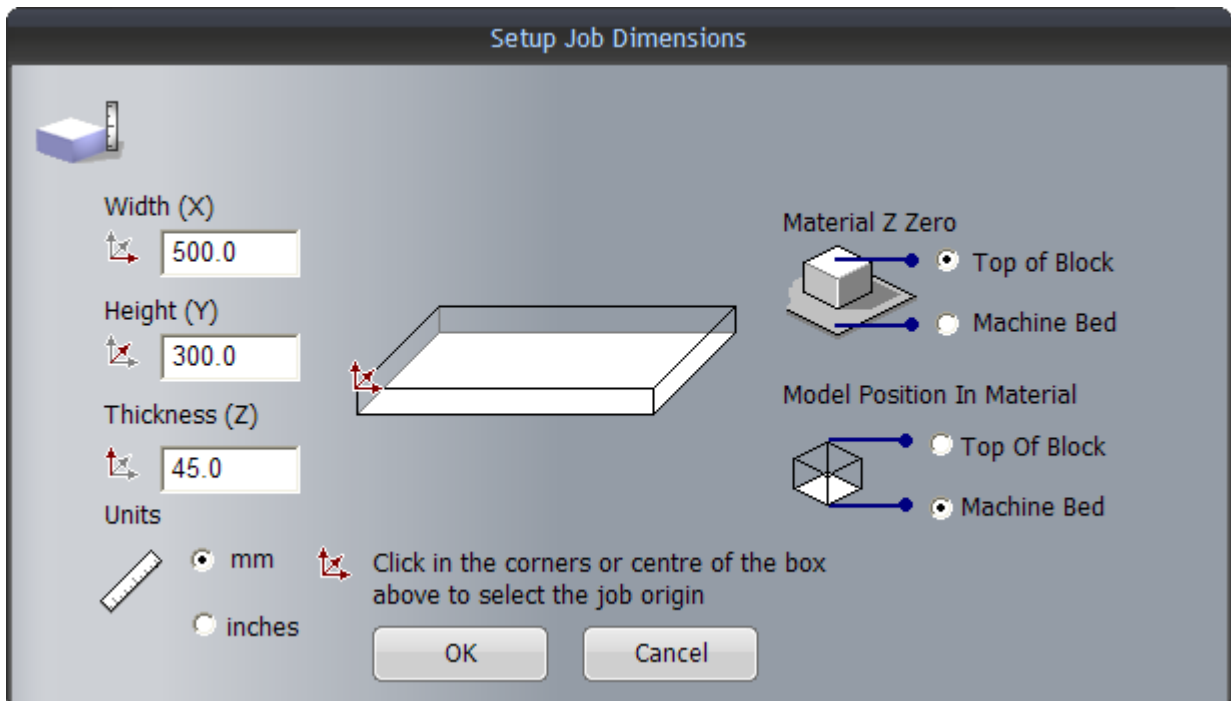 Setup Job Dimensions
Width (X)
500.0
Height (Y)
300.0
Thickness (Z)
45.0
Units
mm
inches
Material Z Zero
Top of Block
Machine Bed
Model Position In Material
Top Of Block
Machine Bed
Click in the corners or centre of the box
above to select the job origin
OK
Cancel